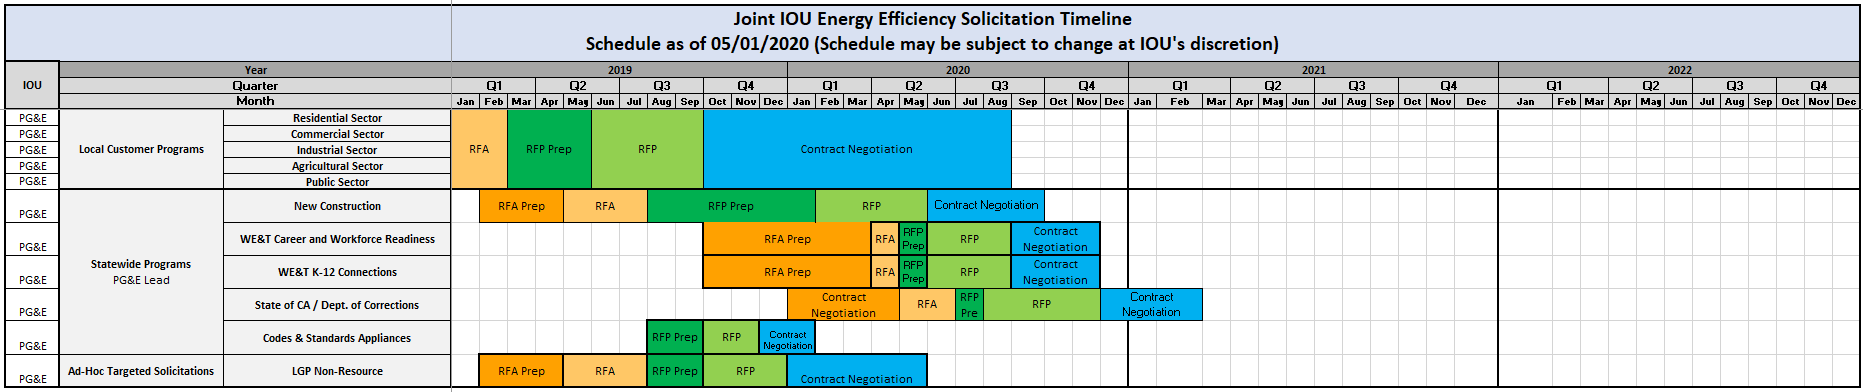 Joint IOU Energy Efficiency Solicitation Timeline
Schedule as of 05/01/2020 (Schedule may be subject to change at IOU's discretion)
IOU Year 2019 2020 2021 2022
Quarter Q1 Q2 Q3 Q4 Q1 Q2 Q3 Q4 Q1 Q2 Q3 Q4 Q1 Q2 Q3 Q4
Month Jan Feb Mar Apr May Jun Jul Aug Sep Oct Nov Dec Jan Feb Mar Apr May Jun Jul Aug Sep Oct Nov Dec Jan Feb Mar Apr May Jun Jul Aug Sep Oct Nov Dec Jan Feb Mar Apr May Jun Jul Aug Sep Oct Nov Dec
PG&E Residential Sector
PG&E Commercial Sector
PG&E Local Customer Programs Industrial Sector RFA RFP Prep RFP Contract Negotiation
PG&E Agricultural Sector
PG&E Public Sector
PG&E New Construction RFA Prep RFA RFP Prep RFP Contract Negotiation
PG&E WE&T Career and Workforce Readiness RFA Prep RFA RFP Prep RFP Contract Negotiation
Statewide Programs
PG&E Lead
PG&E WE&T K-12 Connections RFA Prep RFA RFP Prep RFP Contract Negotiation
PG&E State of CA / Dept. of Corrections Contract Negotiation RFA RFP Pre RFP Contract Negotiation
PG&E Codes & Standards Appliances RFP Prep RFP Contract Negotiation
PG&E Ad-Hoc Targeted Solicitations LGP Non-Resource RFA Prep RFA RFP Prep RFP Contract Negotiation